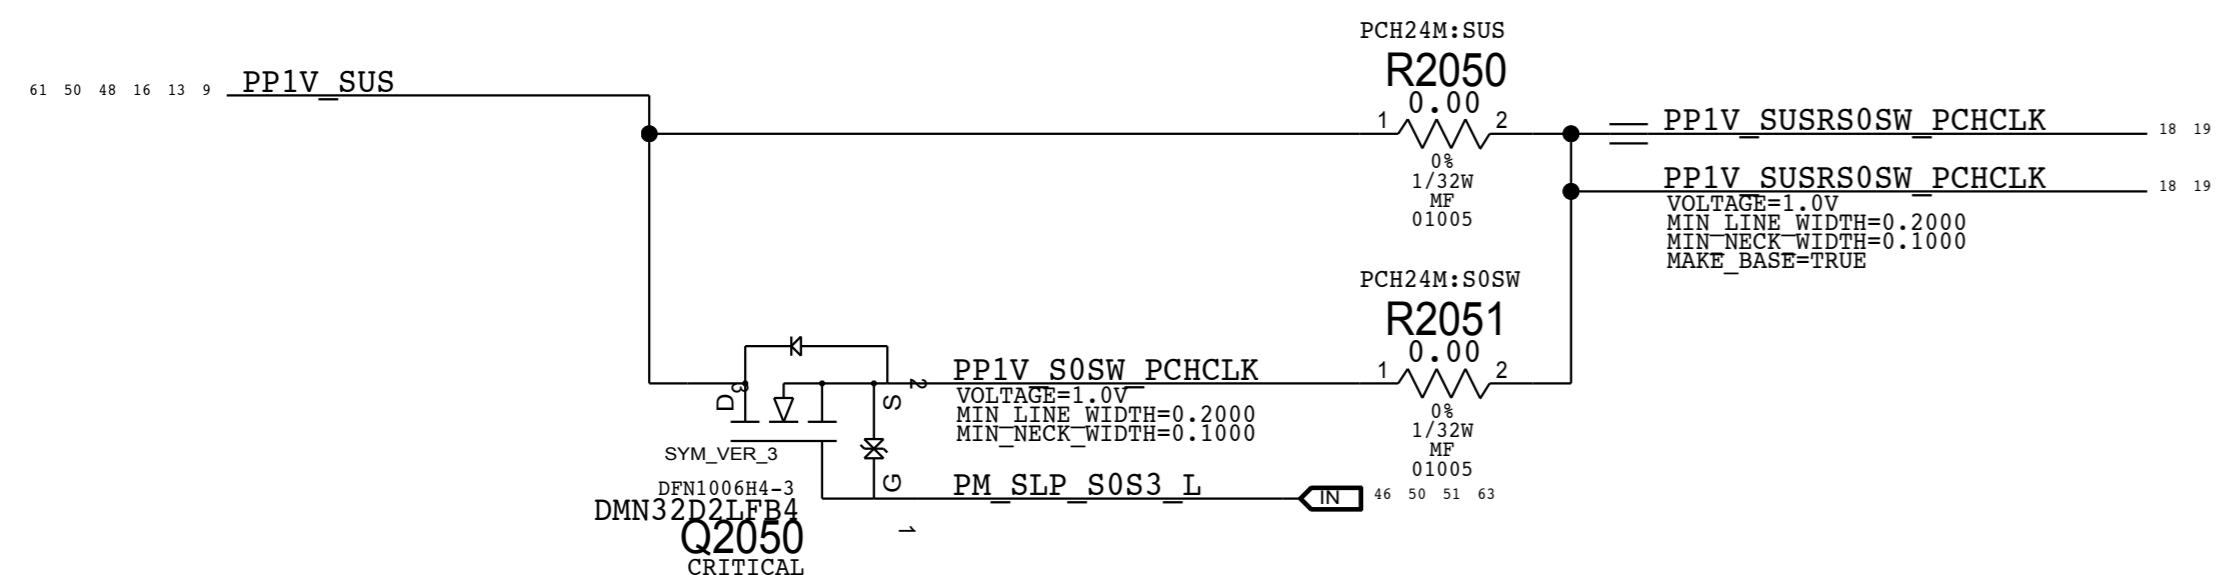 PCH24M:SUS
R2050
0.00
61 50 48 16 13 9 PP1V_SUS
1 2
0%
1/32W
MF
01005
PP1V_SUSRS0SW_PCHCLK 18 19
PP1V_SUSRS0SW_PCHCLK 18 19
VOLTAGE=1.0V
MIN_LINE_WIDTH=0.2000
MIN_NECK_WIDTH=0.1000
MAKE_BASE=TRUE
PCH24M:S0SW
R2051
0.00
1 2
0%
1/32W
MF
01005
3 D S 2
PP1V_S0SW_PCHCLK
VOLTAGE=1.0V
MIN_LINE_WIDTH=0.2000
MIN_NECK_WIDTH=0.1000
SYM_VER_3
G 1
PM_SLP_S0S3_L IN 46 50 51 63
DFN1006H4-3
DMN32D2LFB4
Q2050
CRITICAL